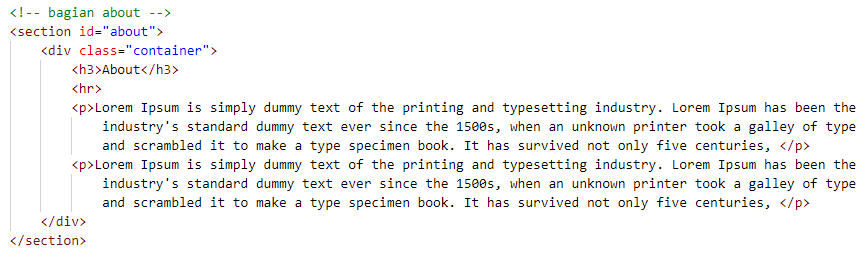 <!-- bagian about -->
<section id="about">
    <div class="container">
        <h3>About</h3>
        <hr>
        <p>Lorem Ipsum is simply dummy text of the printing and typesetting industry. Lorem Ipsum has been the
            industry's standard dummy text ever since the 1500s, when an unknown printer took a galley of type
            and scrambled it to make a type specimen book. It has survived not only five centuries, </p>
        <p>Lorem Ipsum is simply dummy text of the printing and typesetting industry. Lorem Ipsum has been the
            industry's standard dummy text ever since the 1500s, when an unknown printer took a galley of type
            and scrambled it to make a type specimen book. It has survived not only five centuries, </p>
    </div>
</section>